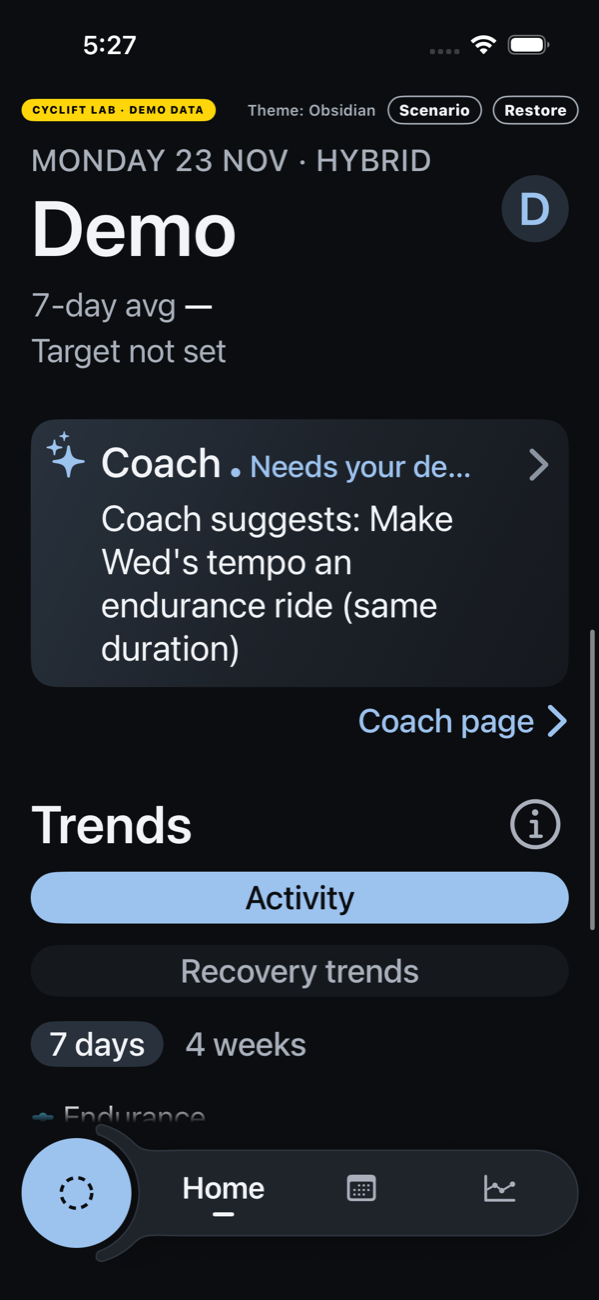 5:27
CYCLIFT LAB · DEMO DATA
Theme: Obsidian
Scenario
Restore
MONDAY 23 NOV · HYBRID
Demo
D
7-day avg —
Target not set
Coach • Needs your de...
Coach suggests: Make
Wed's tempo an
endurance ride (same
duration)
Coach page
Trends
Activity
Recovery trends
7 days
4 weeks
Endurance
Home